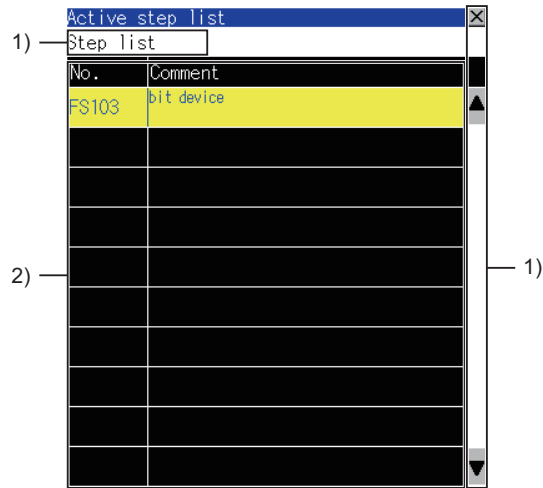 Active step list
1)
Step list
No. Comment
FS103 bit device
2)
1)